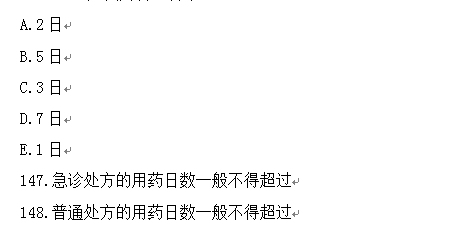 A.2 日
B.5 日
C.3 日
D.7 日
E.1 日
147.急诊处方的用药日数一般不得超过
148.普通处方的用药日数一般不得超过